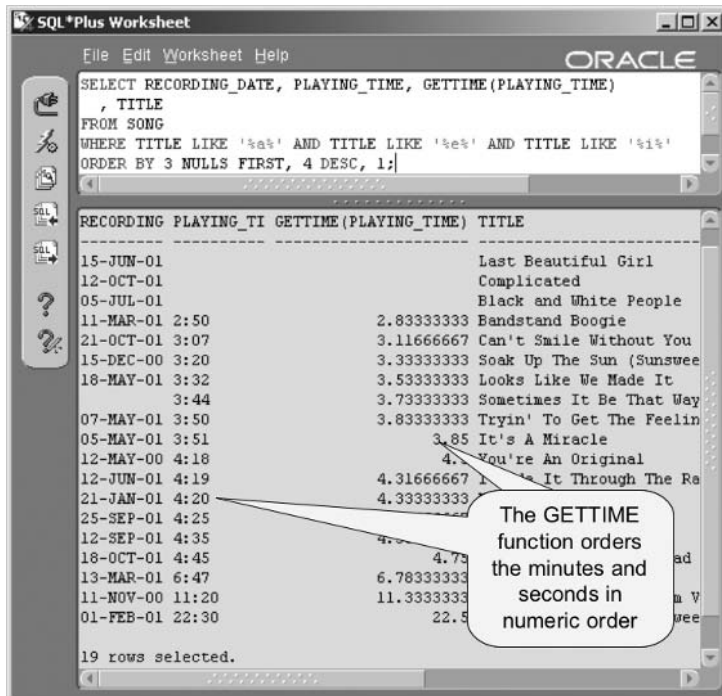 SQL*Plus Worksheet
File Edit Worksheet Help
ORACLE
SELECT RECORDING_DATE, PLAYING_TIME, GETTIME(PLAYING_TIME)
, TITLE
FROM SONG
WHERE TITLE LIKE '%a%' AND TITLE LIKE '%e%' AND TITLE LIKE '%i%'
ORDER BY 3 NULLS FIRST, 4 DESC, 1;
RECORDING PLAYING_TI GETTIME(PLAYING_TIME) TITLE
--------- ---------- --------------------- -----------------------
15-JUN-01 Last Beautiful Girl
12-OCT-01 Complicated
05-JUL-01 Black and White People
11-MAR-01 2:50 2.83333333 Bandstand Boogie
21-OCT-01 3:07 3.11666667 Can't Smile Without You
15-DEC-00 3:20 3.33333333 Soak Up The Sun (Sunswee
18-MAY-01 3:32 3.53333333 Looks Like We Made It
3:44 3.73333333 Sometimes It Be That Way
07-MAY-01 3:50 3.83333333 Tryin' To Get The Feelin
05-MAY-01 3:51 3.85 It's A Miracle
12-MAY-00 4:18 You're An Original
12-JUN-01 4:19 4.31666667 It Through The Ra
21-JAN-01 4:20 4.33333333
25-SEP-01 4:25
12-SEP-01 4:35
18-OCT-01 4:45 4.75 ad
13-MAR-01 6:47 6.78333333
11-NOV-00 11:20 11.3333333 m V
01-FEB-01 22:30 22.5 wee
The GETTIME
function orders
the minutes and
seconds in
numeric order
19 rows selected.